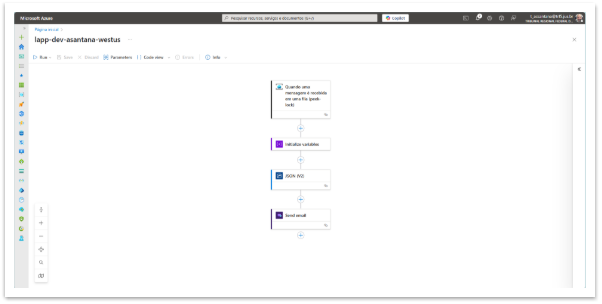 Microsoft Azure
Pesquisar recursos, serviços e documentos (G+/)
Copilot
Página inicial >
lapp-dev-asantana-westus ...
Run
Save
Discard
Parameters
Code view
Errors
Info
Quando uma
mensagem é recebida
em uma fila (peek-
lock)
Initialize variables
JSON (V2)
Send email